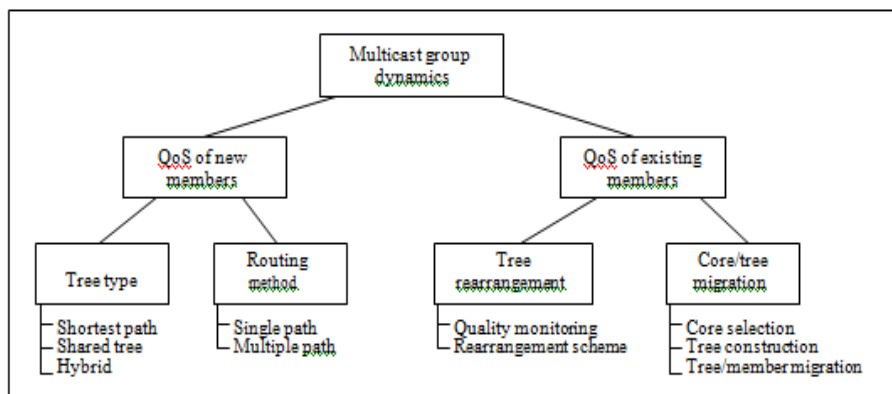 Multicast group
dynamics
QoS of new
members
QoS of existing
members
Tree type
Routing
method
Tree
rearrangement
Core/tree
migration
Shortest path
Shared tree
Hybrid
Single path
Multiple path
Quality monitoring
Rearrangement scheme
Core selection
Tree construction
Tree/member migration